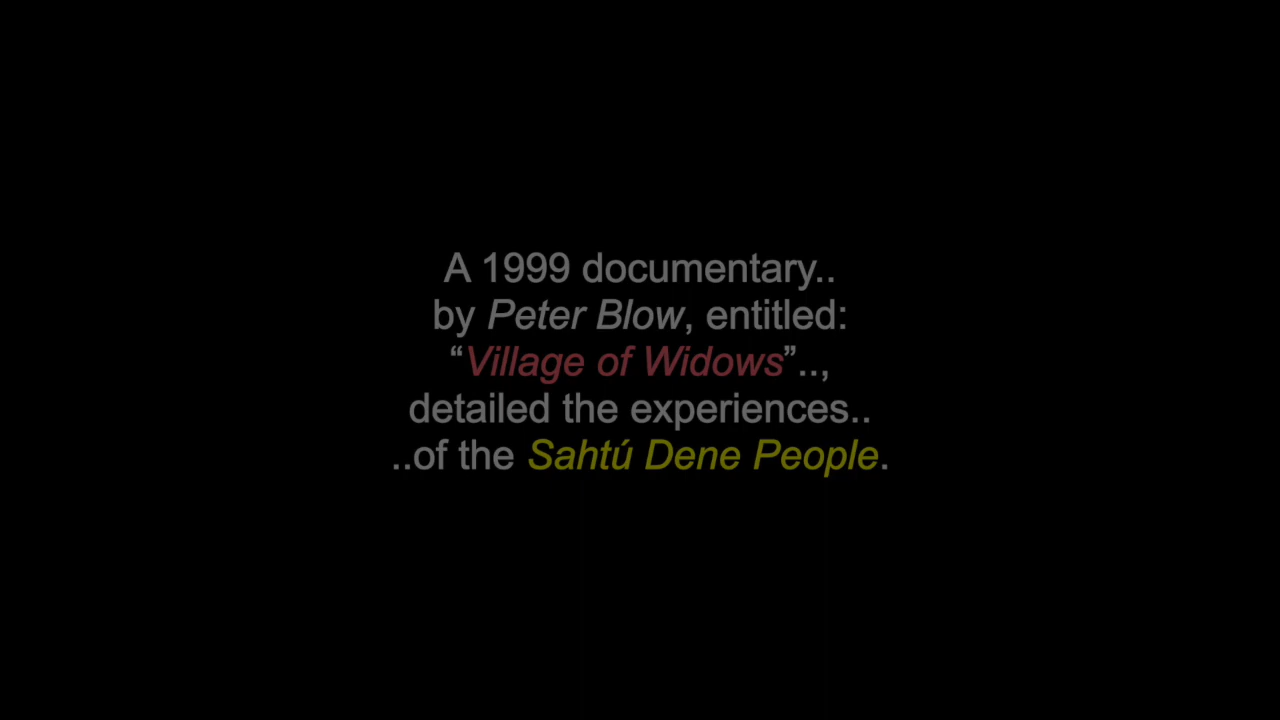 A 1999 documentary..
by Peter Blow, entitled:
“Village of Widows”..,
detailed the experiences..
..of the Sahtú Dene People.